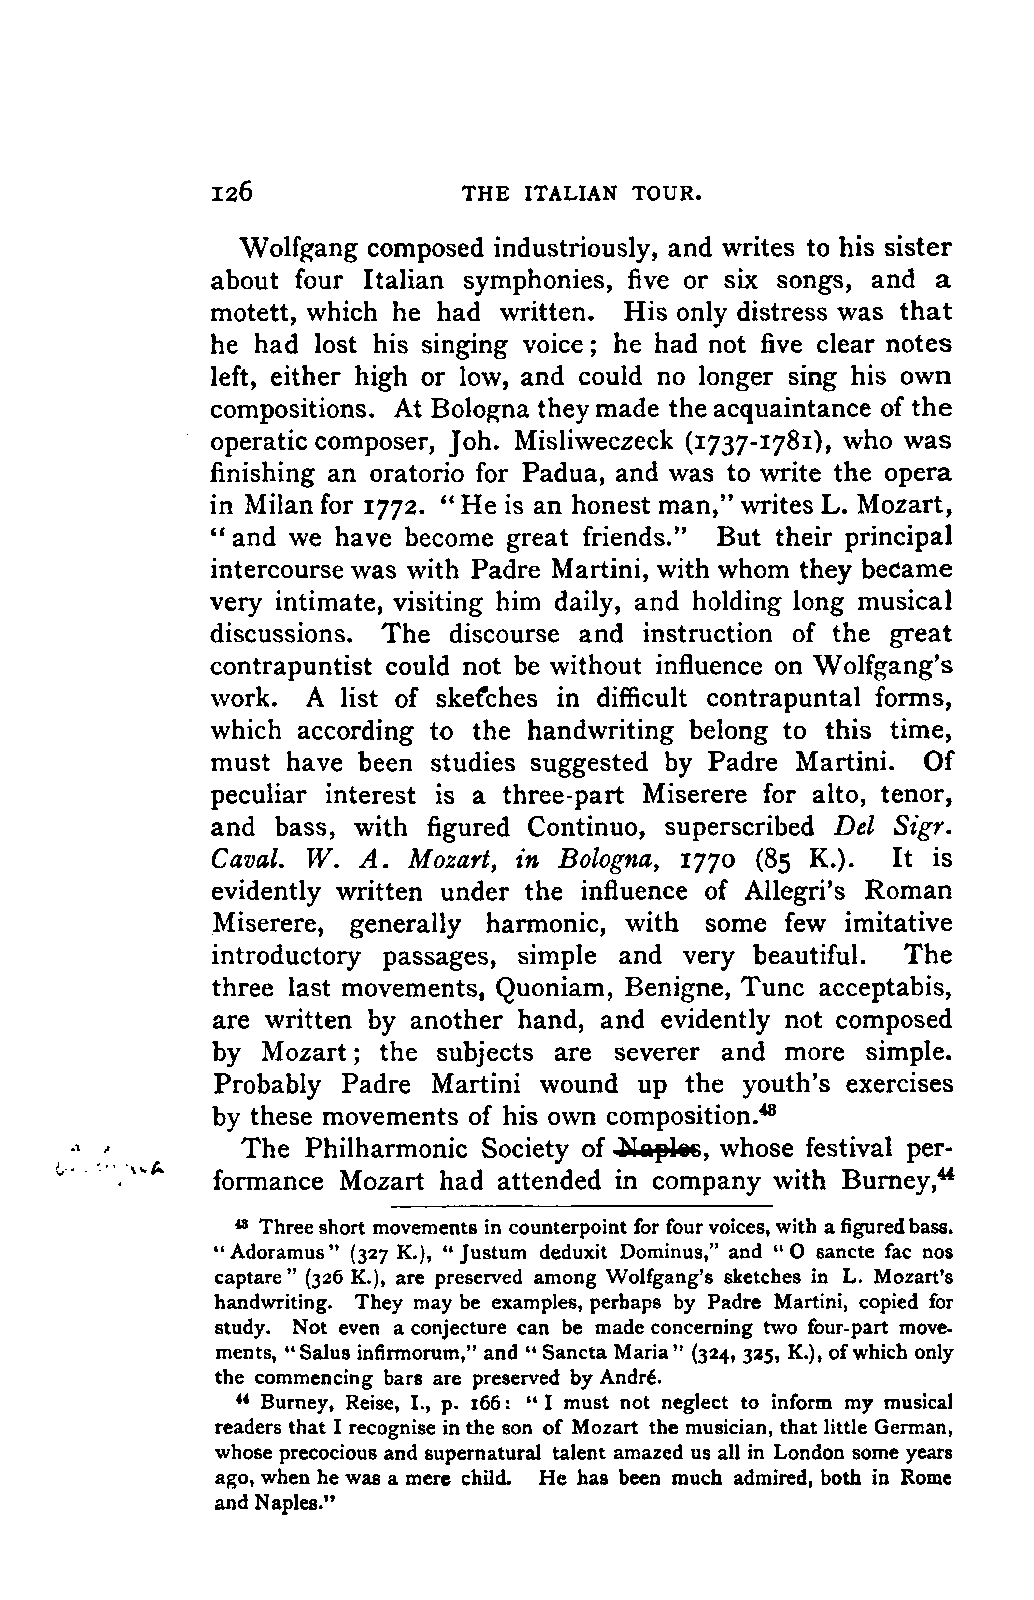 126 THE ITALIAN TOUR.
Wolfgang composed industriously, and writes to his sister
about four Italian symphonies, five or six songs, and a
motett, which he had written. His only distress was that
he had lost his singing voice; he had not five clear notes
left, either high or low, and could no longer sing his own
compositions. At Bologna they made the acquaintance of the
operatic composer, Joh. Misliweczeck (1737-1781), who was
finishing an oratorio for Padua, and was to write the opera
in Milan for 1772. "He is an honest man," writes L. Mozart,
"and we have become great friends." But their principal
intercourse was with Padre Martini, with whom they became
very intimate, visiting him daily, and holding long musical
discussions. The discourse and instruction of the great
contrapuntist could not be without influence on Wolfgang's
work. A list of sketches in difficult contrapuntal forms,
which according to the handwriting belong to this time,
must have been studies suggested by Padre Martini. Of
peculiar interest is a three-part Miserere for alto, tenor,
and bass, with figured Continuo, superscribed Del Sigr.
Caval. W. A. Mozart, in Bologna, 1770 (85 K.). It is
evidently written under the influence of Allegri's Roman
Miserere, generally harmonic, with some few imitative
introductory passages, simple and very beautiful. The
three last movements, Quoniam, Benigne, Tunc acceptabis,
are written by another hand, and evidently not composed
by Mozart; the subjects are severer and more simple.
Probably Padre Martini wound up the youth's exercises
by these movements of his own composition.⁴³
The Philharmonic Society of Naples, whose festival per-
formance Mozart had attended in company with Burney,⁴⁴
⁴³ Three short movements in counterpoint for four voices, with a figured bass.
"Adoramus" (327 K.), "Justum deduxit Dominus," and "O sancte fac nos
captare" (326 K.), are preserved among Wolfgang's sketches in L. Mozart's
handwriting. They may be examples, perhaps by Padre Martini, copied for
study. Not even a conjecture can be made concerning two four-part move-
ments, "Salus infirmorum," and "Sancta Maria" (324, 325, K.), of which only
the commencing bars are preserved by André.
⁴⁴ Burney, Reise, I., p. 166: "I must not neglect to inform my musical
readers that I recognise in the son of Mozart the musician, that little German,
whose precocious and supernatural talent amazed us all in London some years
ago, when he was a mere child. He has been much admired, both in Rome
and Naples."